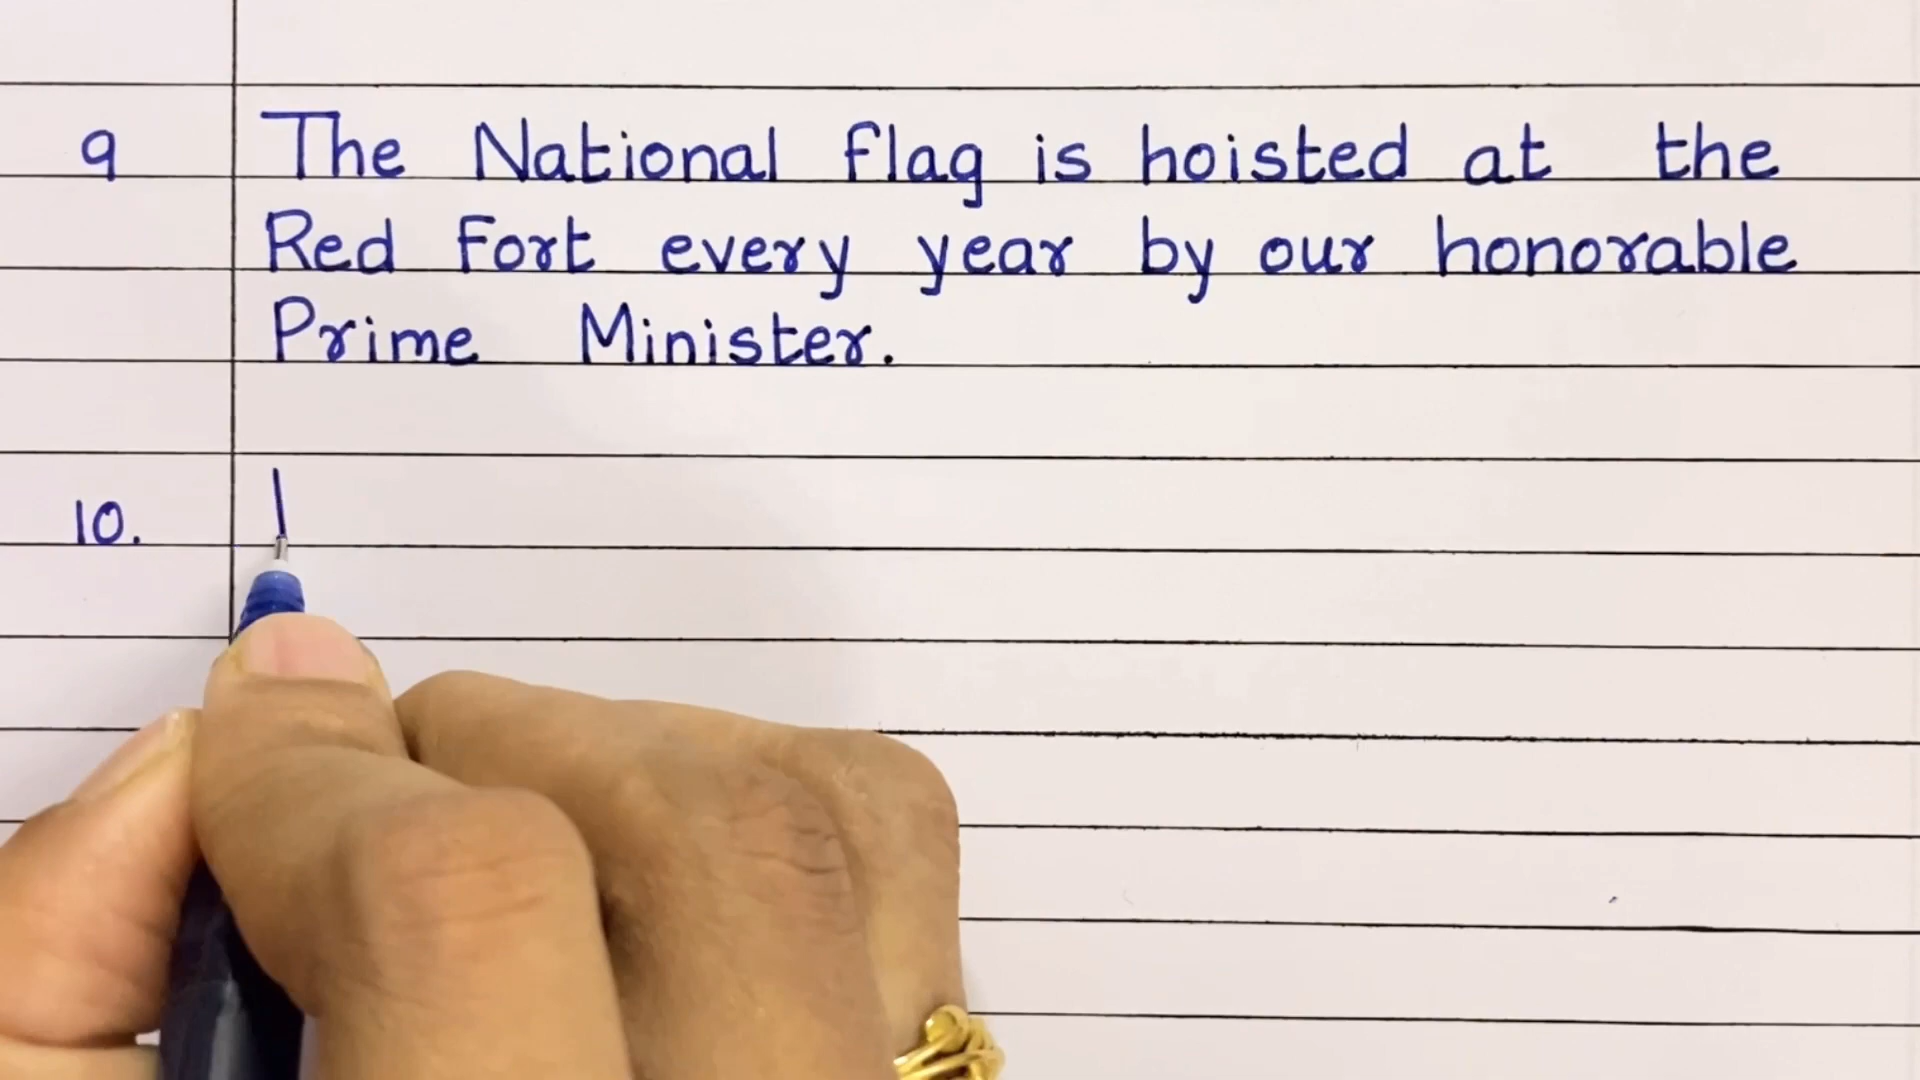 9 The National flag is hoisted at the
Red Fort every year by our honorable
Prime Minister.
10.